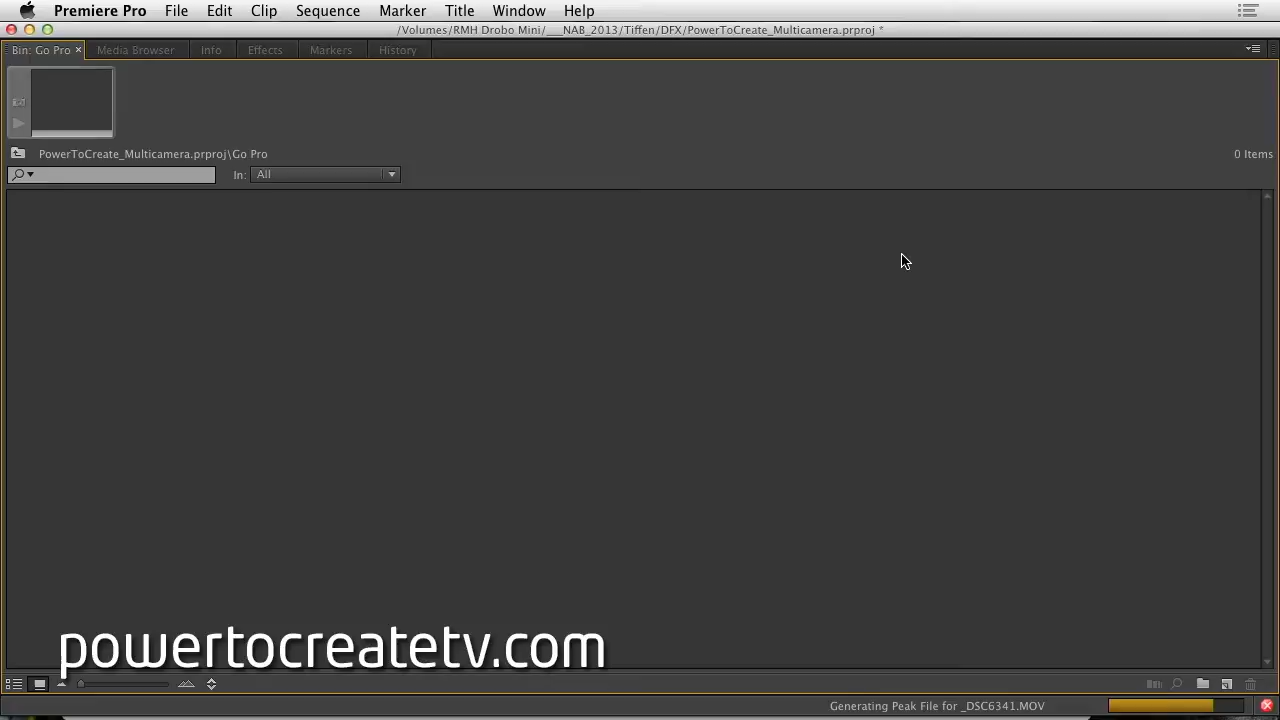 Premiere Pro File Edit Clip Sequence Marker Title Window Help
/Volumes/RMH Drobo Mini/___NAB_2013/Tiffen/DFX/PowerToCreate_Multicamera.prproj *
Bin: Go Pro × Media Browser Info Effects Markers History
PowerToCreate_Multicamera.prproj\Go Pro 0 Items
In: All
powertocreatetv.com
Generating Peak File for _DSC6341.MOV